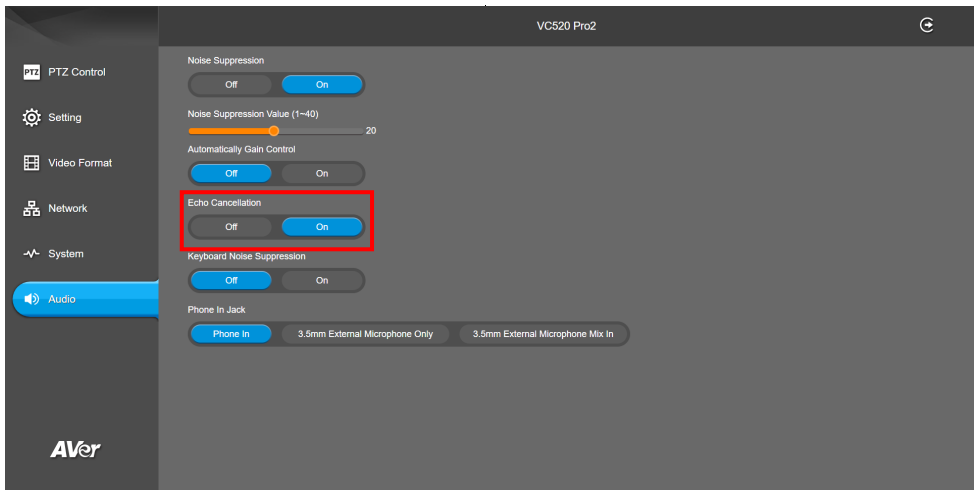 VC520 Pro2
PTZ PTZ Control
Setting
Video Format
Network
System
Audio
AVer
Noise Suppression
Off On
Noise Suppression Value (1~40)
20
Automatically Gain Control
Off On
Echo Cancellation
Off On
Keyboard Noise Suppression
Off On
Phone In Jack
Phone In 3.5mm External Microphone Only 3.5mm External Microphone Mix In